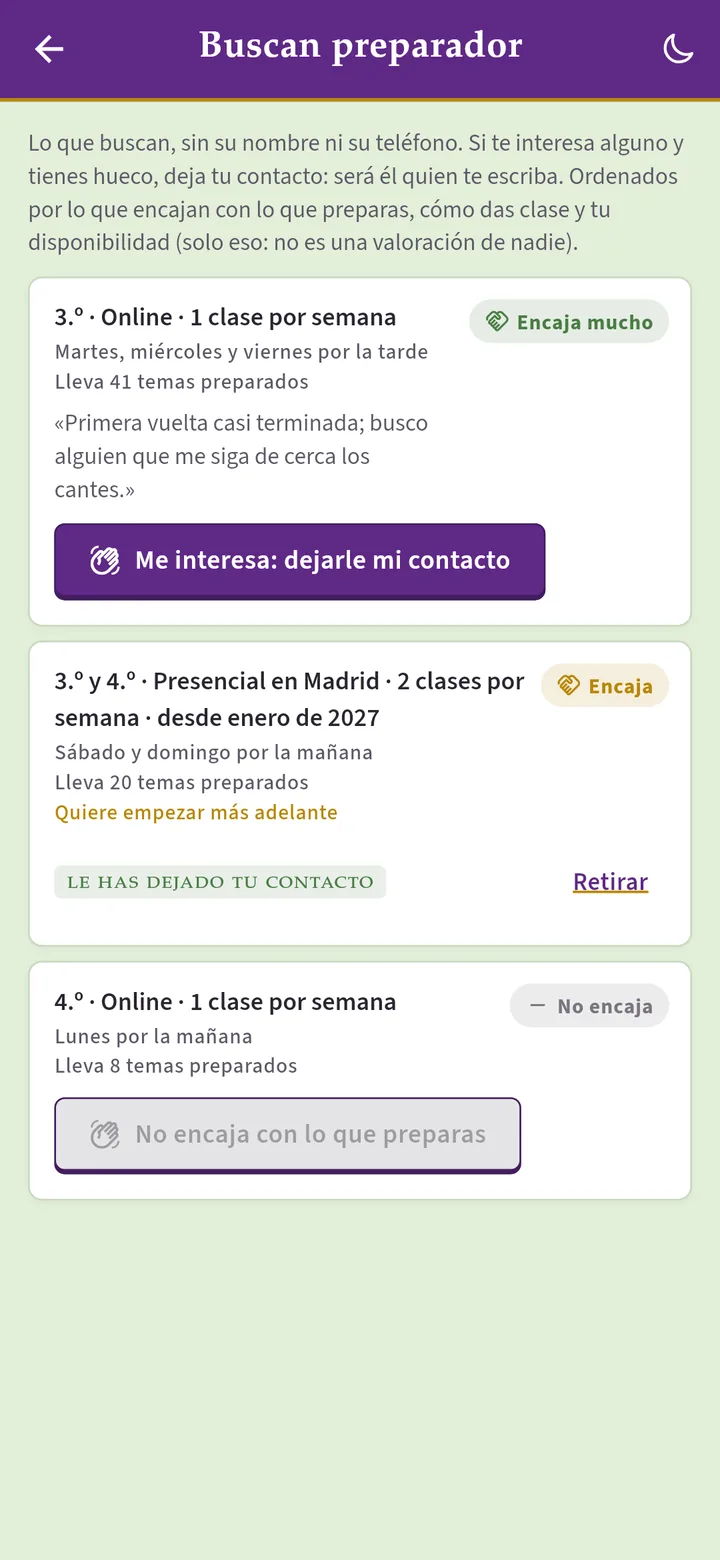 Buscan preparador
Lo que buscan, sin su nombre ni su teléfono. Si te interesa alguno y
tienes hueco, deja tu contacto: será él quien te escriba. Ordenados
por lo que encajan con lo que preparas, cómo das clase y tu
disponibilidad (solo eso: no es una valoración de nadie).
3.º · Online · 1 clase por semana
Encaja mucho
Martes, miércoles y viernes por la tarde
Lleva 41 temas preparados
«Primera vuelta casi terminada; busco
alguien que me siga de cerca los
cantes.»
Me interesa: dejarle mi contacto
3.º y 4.º · Presencial en Madrid · 2 clases por
semana · desde enero de 2027
Encaja
Sábado y domingo por la mañana
Lleva 20 temas preparados
Quiere empezar más adelante
LE HAS DEJADO TU CONTACTO
Retirar
4.º · Online · 1 clase por semana
No encaja
Lunes por la mañana
Lleva 8 temas preparados
No encaja con lo que preparas